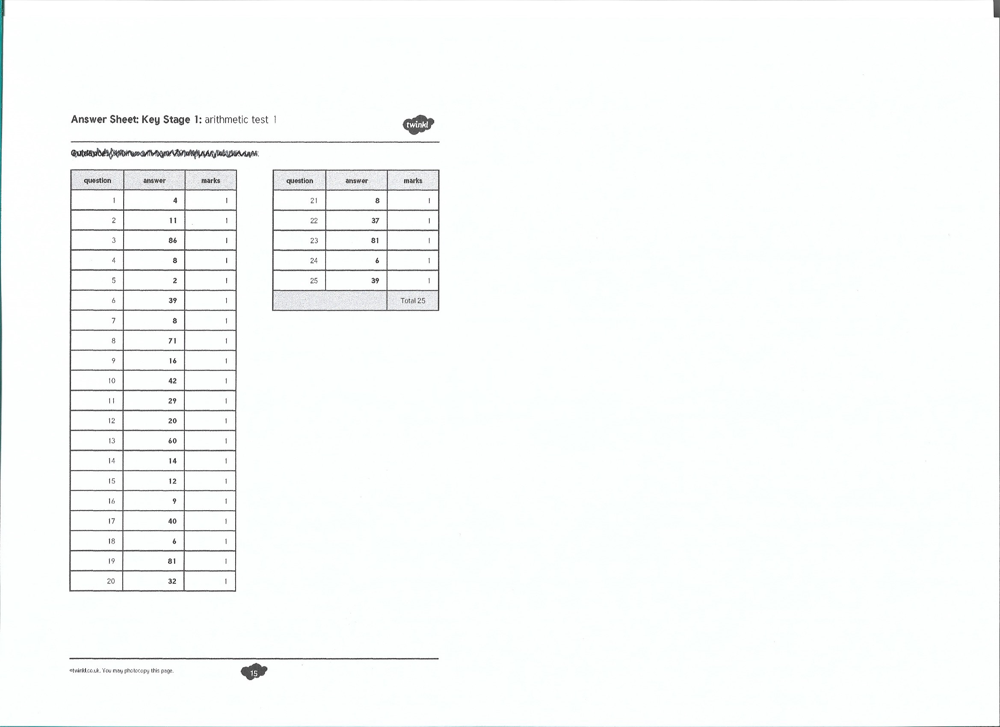 Answer Sheet: Key Stage 1: arithmetic test 1
twinkl
question answer marks
1 4 1
2 11 1
3 86 1
4 8 1
5 2 1
6 39 1
7 8 1
8 71 1
9 16 1
10 42 1
11 29 1
12 20 1
13 60 1
14 14 1
15 12 1
16 9 1
17 40 1
18 6 1
19 81 1
20 32 1
question answer marks
21 8 1
22 37 1
23 81 1
24 6 1
25 39 1
Total 25
©twinkl.co.uk. You may photocopy this page.
15